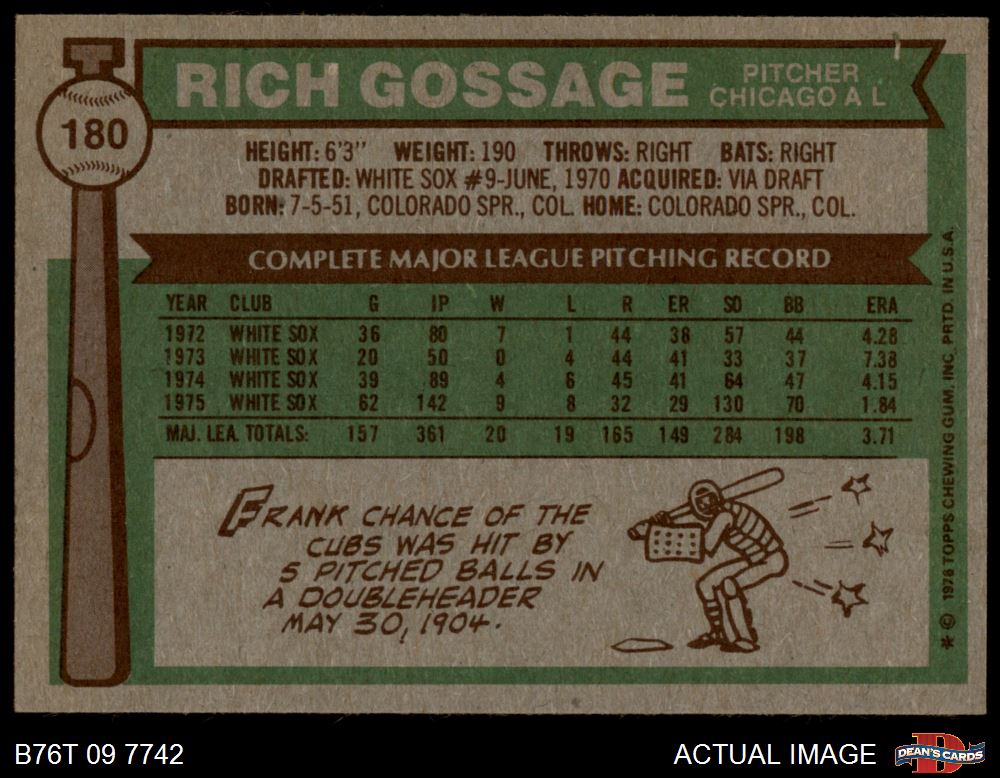 180
RICH GOSSAGE
PITCHER
CHICAGO A L
HEIGHT: 6'3" WEIGHT: 190 THROWS: RIGHT BATS: RIGHT
DRAFTED: WHITE SOX #9-JUNE, 1970 ACQUIRED: VIA DRAFT
BORN: 7-5-51, COLORADO SPR., COL. HOME: COLORADO SPR., COL.
COMPLETE MAJOR LEAGUE PITCHING RECORD
YEAR CLUB G IP W L R ER SO BB ERA
1972 WHITE SOX 36 80 7 1 44 38 57 44 4.28
1973 WHITE SOX 20 50 0 4 44 41 33 37 7.38
1974 WHITE SOX 39 89 4 6 45 41 64 47 4.15
1975 WHITE SOX 62 142 9 8 32 29 130 70 1.84
MAJ. LEA. TOTALS: 157 361 20 19 165 149 284 198 3.71
FRANK CHANCE OF THE
CUBS WAS HIT BY
5 PITCHED BALLS IN
A DOUBLEHEADER
MAY 30, 1904.
* © 1976 TOPPS CHEWING GUM, INC. PRTD. IN U.S.A.
B76T 09 7742
ACTUAL IMAGE
DEAN'S CARDS